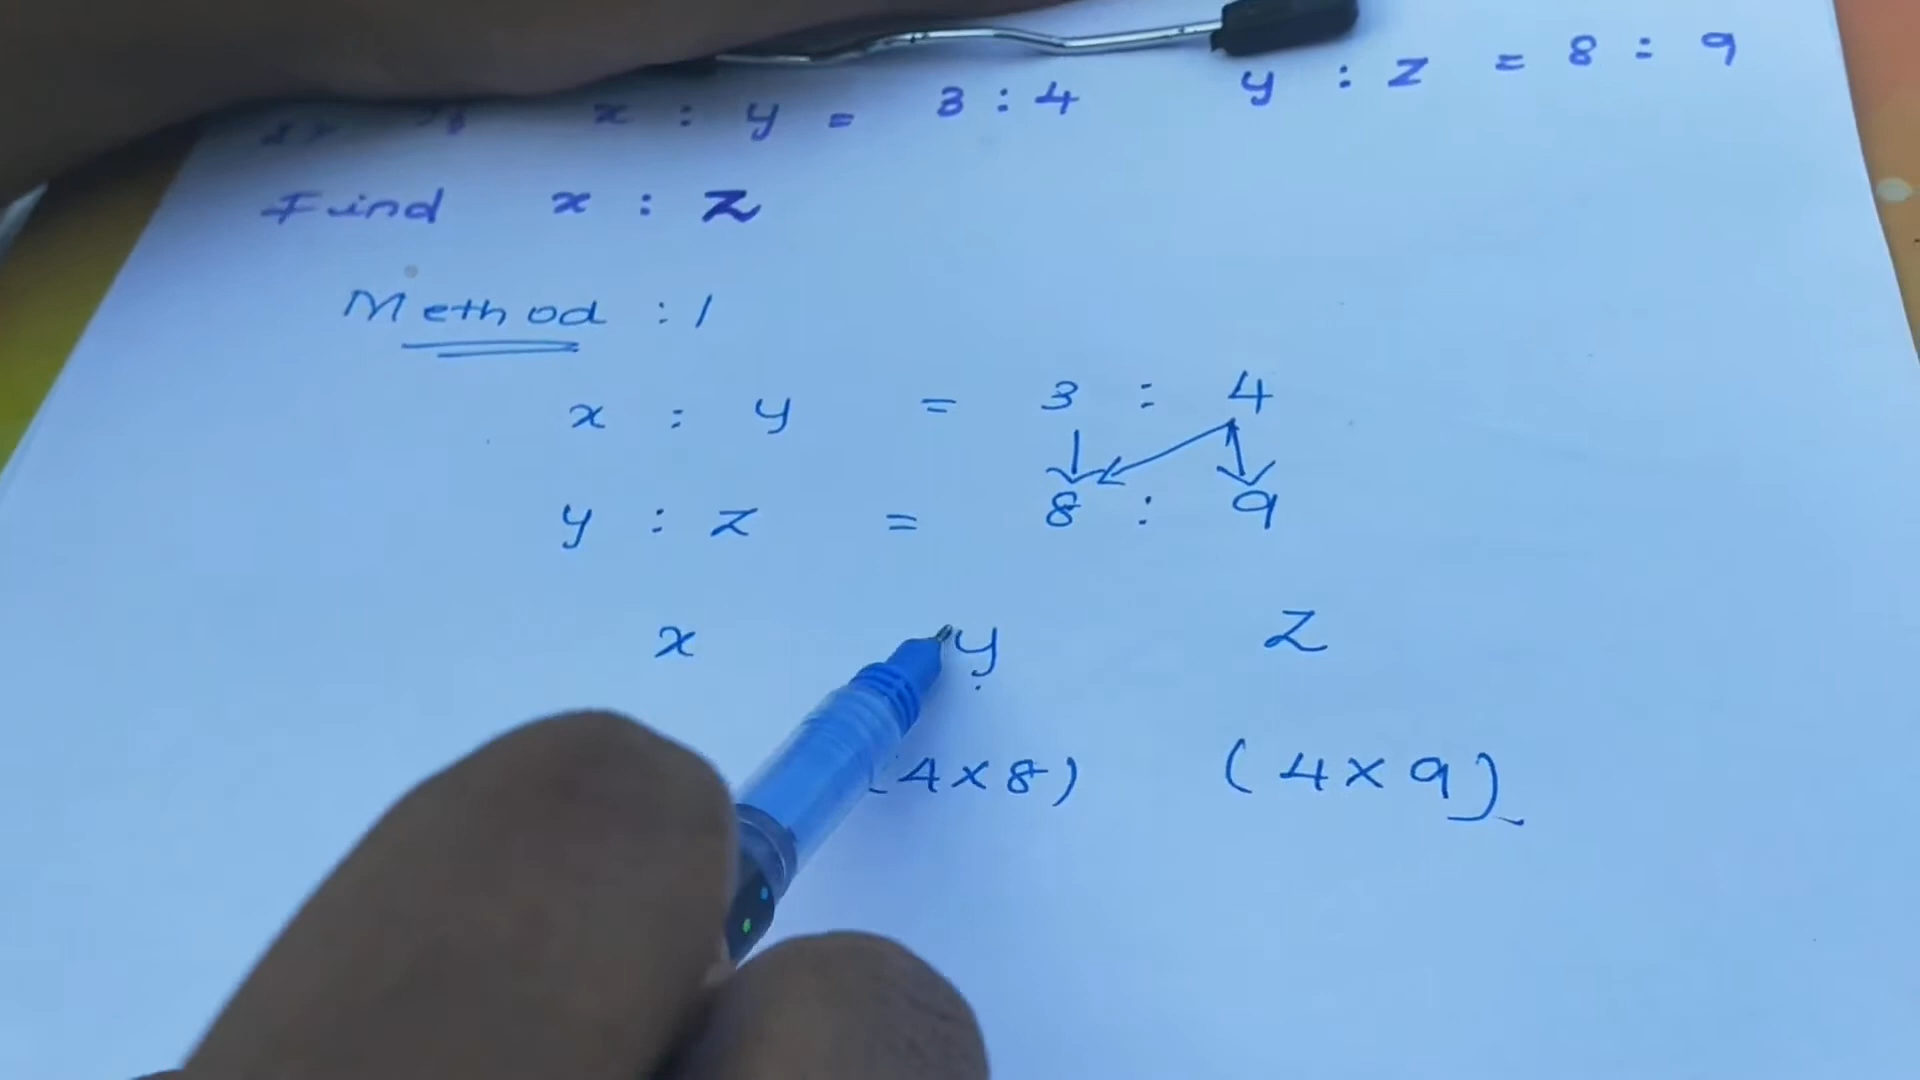 x : y = 3 : 4 y : z = 8 : 9
Find x : z
Method : 1
x : y = 3 : 4
y : z = 8 : 9
x y z
(4×8) (4×9)